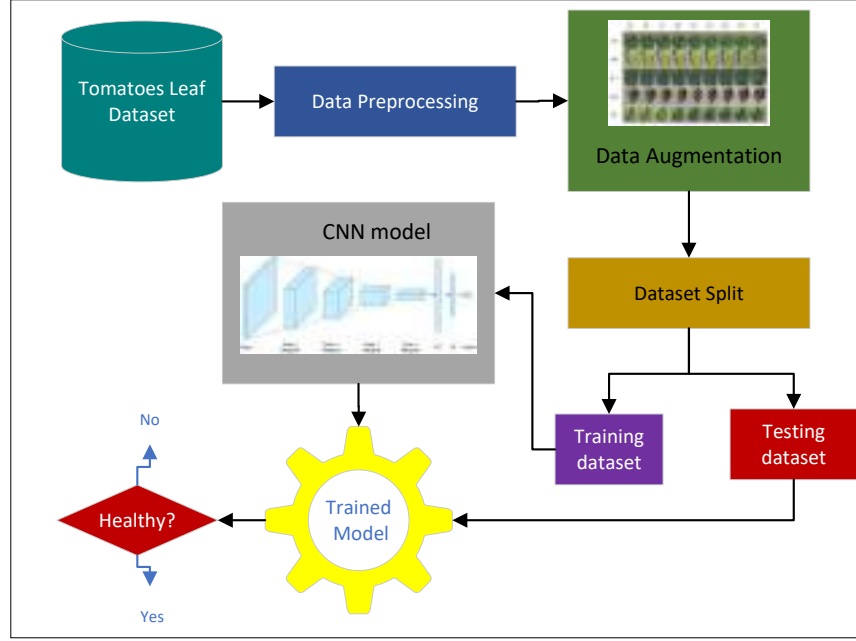 Tomatoes Leaf
Dataset
Data Preprocessing
Data Augmentation
CNN model
Dataset Split
Training
dataset
Testing
dataset
Trained
Model
No
Healthy?
Yes